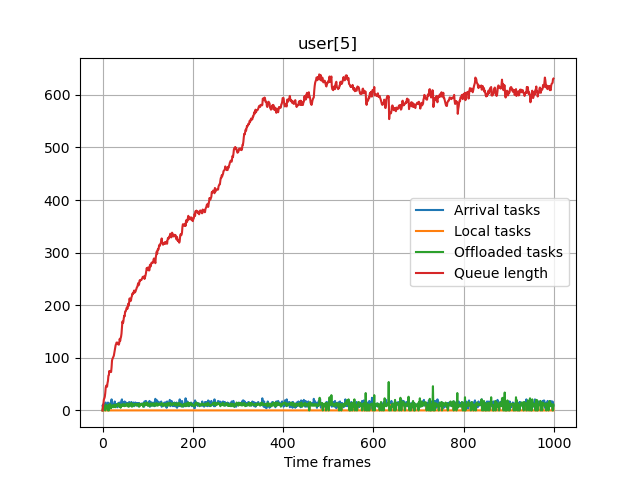 user[5]
600
500
400
300
200
100
0
Arrival tasks
Local tasks
Offloaded tasks
Queue length
0 200 400 600 800 1000
Time frames